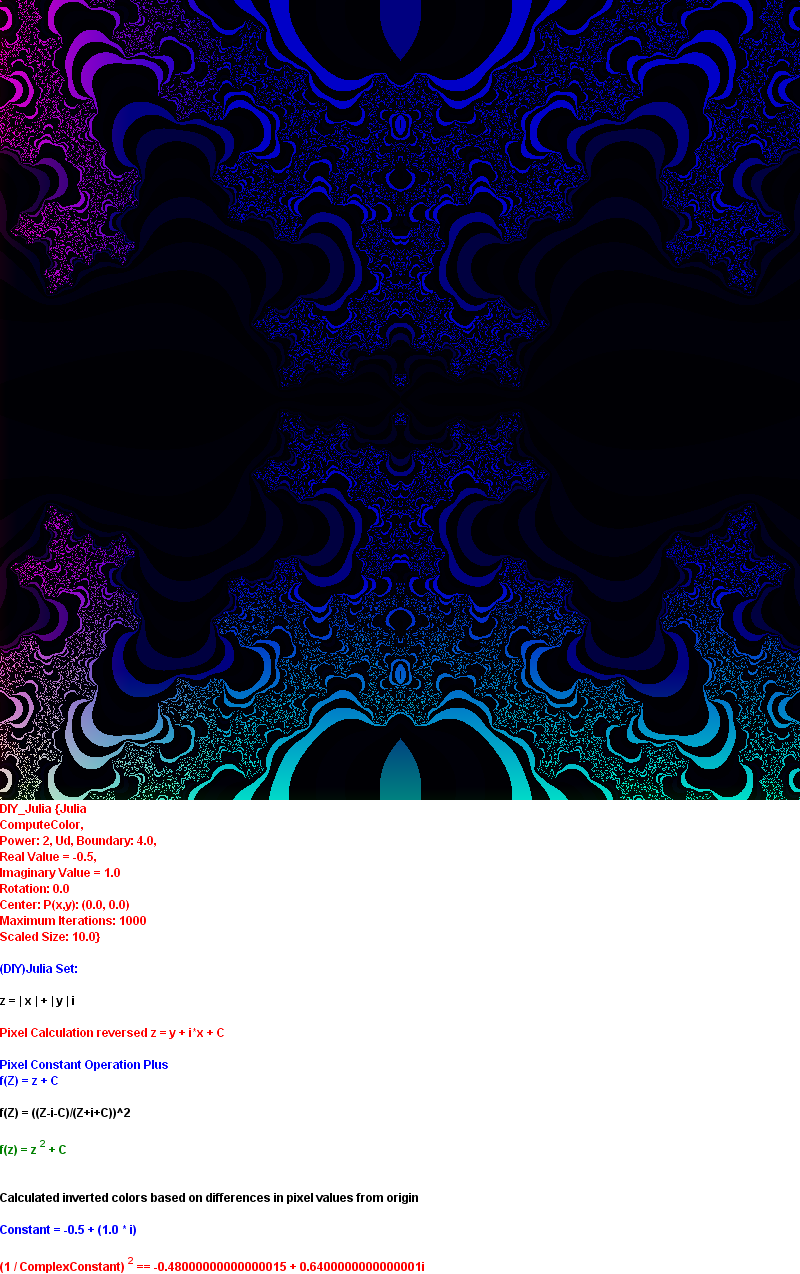 DIY_Julia {Julia
ComputeColor,
Power: 2, Ud, Boundary: 4.0,
Real Value = -0.5,
Imaginary Value = 1.0
Rotation: 0.0
Center: P(x,y): (0.0, 0.0)
Maximum Iterations: 1000
Scaled Size: 10.0}
(DIY)Julia Set:
z = | x | + | y | i
Pixel Calculation reversed z = y + i*x + C
Pixel Constant Operation Plus
f(Z) = z + C
f(Z) = ((Z-i-C)/(Z+i+C))^2
f(z) = z 2 + C
Calculated inverted colors based on differences in pixel values from origin
Constant = -0.5 + (1.0 * i)
(1 / ComplexConstant) 2 == -0.48000000000000015 + 0.6400000000000001i